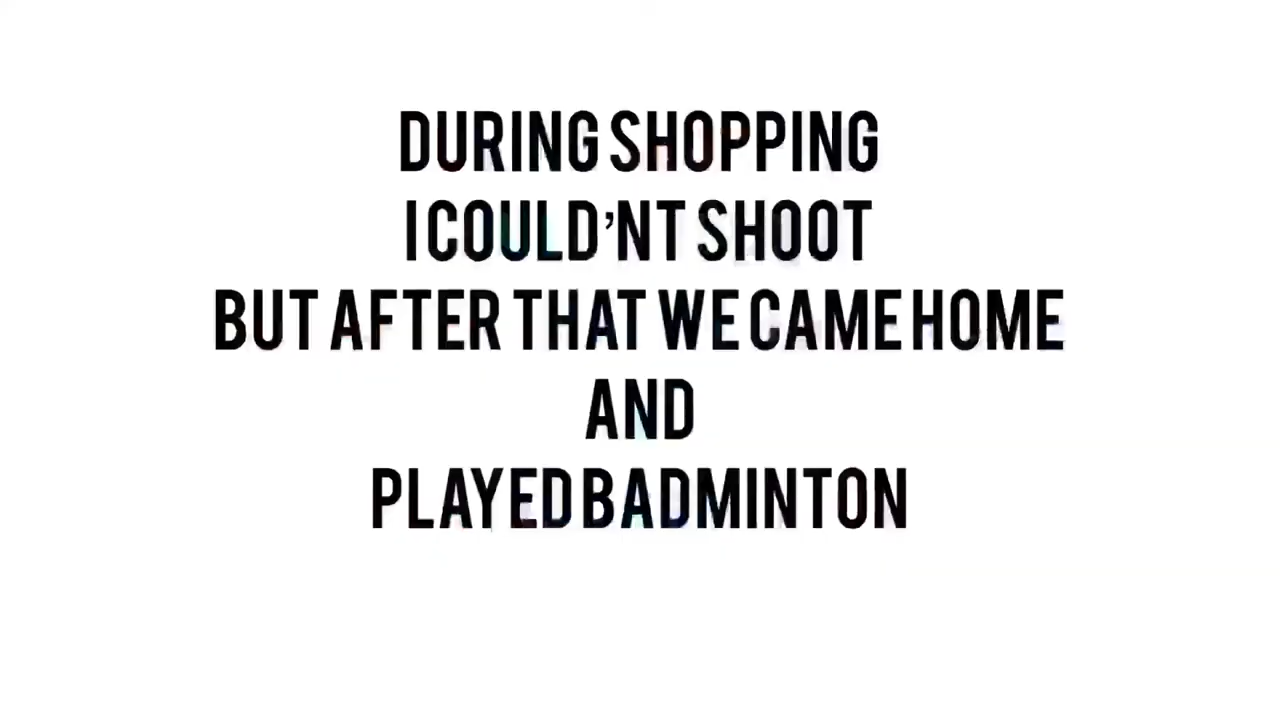 DURING SHOPPING
I COULD'NT SHOOT
BUT AFTER THAT WE CAME HOME
AND
PLAYED BADMINTON